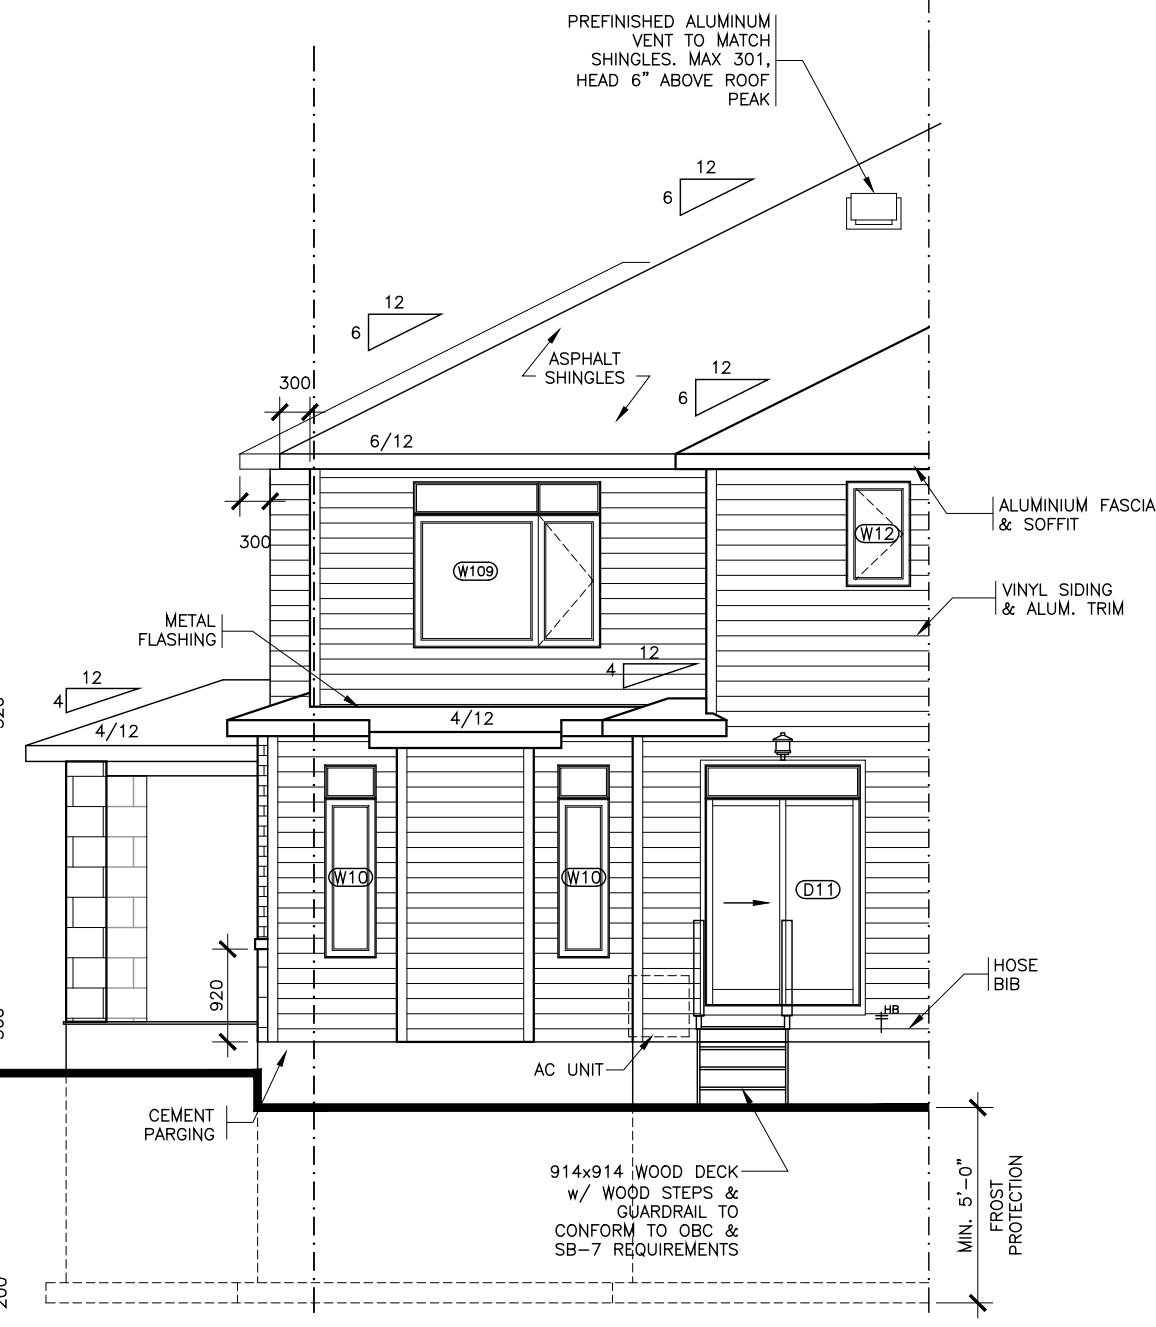 PREFINISHED ALUMINUM
VENT TO MATCH
SHINGLES. MAX 301,
HEAD 6" ABOVE ROOF
PEAK
12
6
12
6
ASPHALT
SHINGLES
12
6
300
6/12
300
W109
W12
ALUMINIUM FASCIA
& SOFFIT
VINYL SIDING
& ALUM. TRIM
METAL
FLASHING
12
4
12
4
4/12
4/12
W10
W10
D11
920
HOSE
BIB
HB
AC UNIT
CEMENT
PARGING
914x914 WOOD DECK
w/ WOOD STEPS &
GUARDRAIL TO
CONFORM TO OBC &
SB-7 REQUIREMENTS
MIN. 5'-0"
FROST
PROTECTION